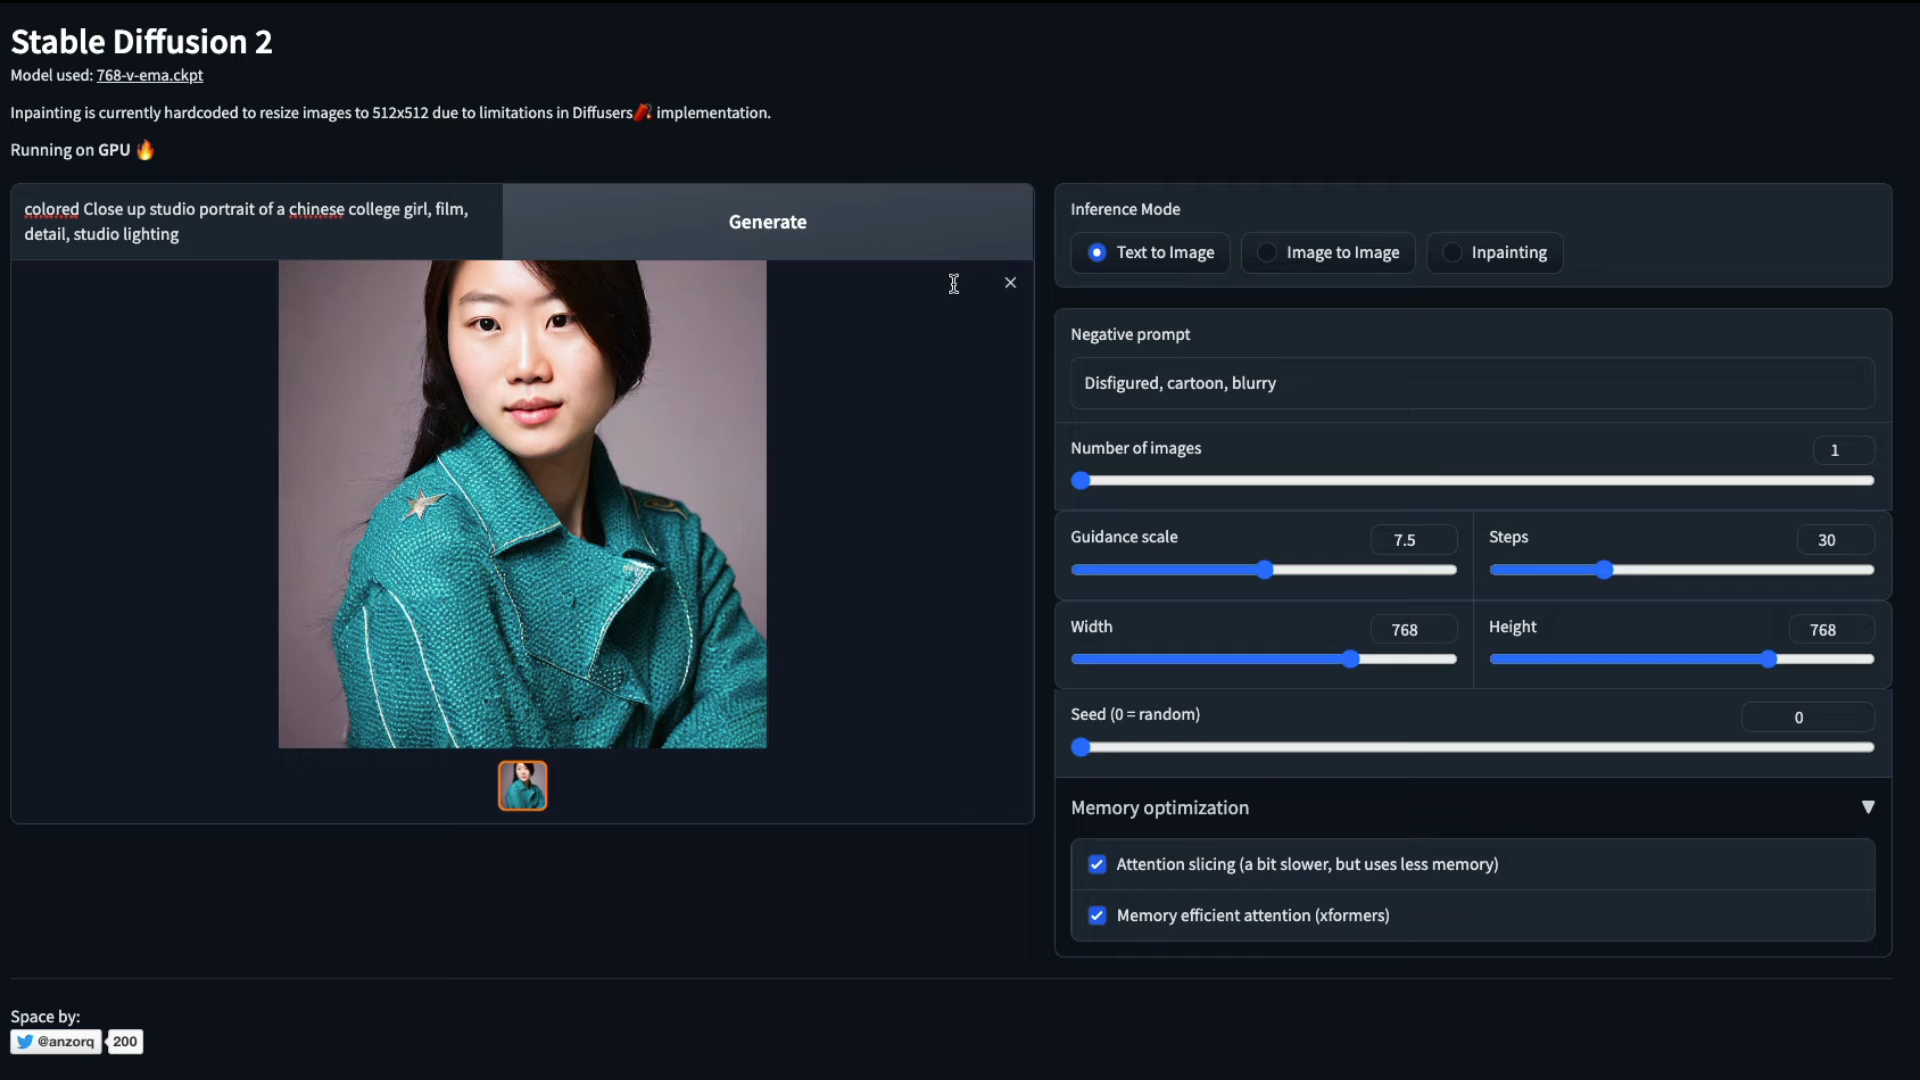 Stable Diffusion 2
Model used: 768-v-ema.ckpt
Inpainting is currently hardcoded to resize images to 512x512 due to limitations in Diffusers🧨 implementation.
Running on GPU 🔥
colored Close up studio portrait of a chinese college girl, film,
detail, studio lighting
Generate
Inference Mode
Text to Image
Image to Image
Inpainting
Negative prompt
Disfigured, cartoon, blurry
Number of images
1
Guidance scale
7.5
Steps
30
Width
768
Height
768
Seed (0 = random)
0
Memory optimization
Attention slicing (a bit slower, but uses less memory)
Memory efficient attention (xformers)
Space by:
@anzorq
200